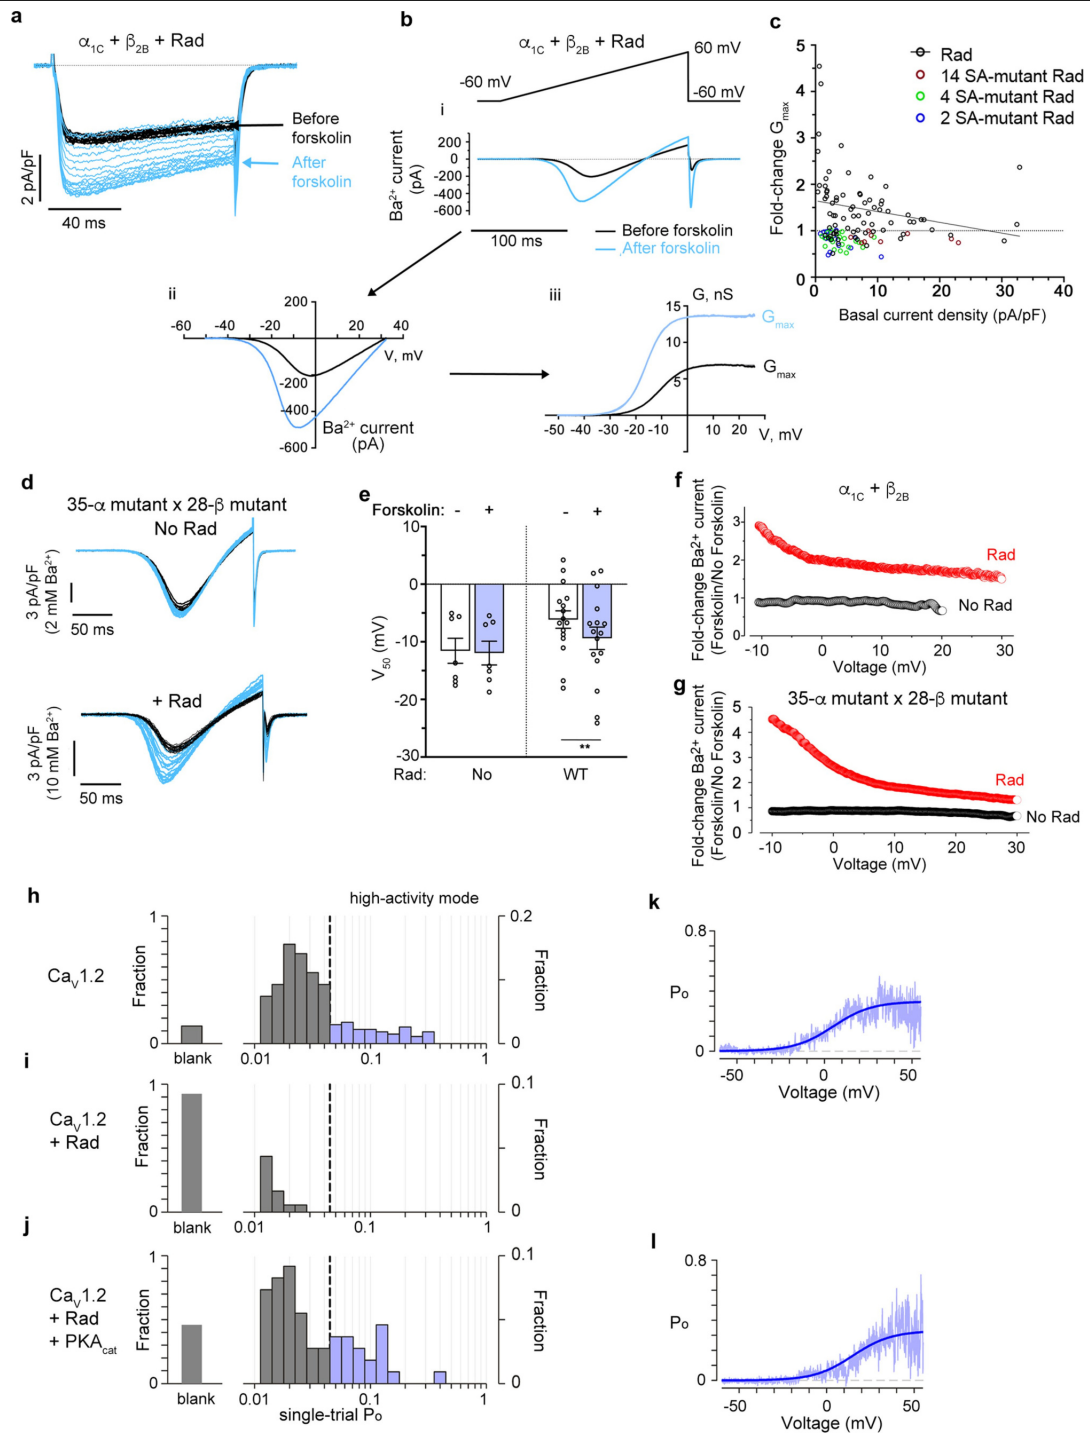 a
α1C + β2B + Rad
Before
forskolin
After
forskolin
2 pA/pF
40 ms
b
α1C + β2B + Rad
-60 mV
60 mV
-60 mV
i
Ba2+ current
(pA)
200
0
-200
-400
-600
100 ms
Before forskolin
After forskolin
ii
200
-60 -40 -20 20 40
V, mV
-200
-400
-600
Ba2+ current
(pA)
iii
G, nS
15
10
5
Gmax
Gmax
-50 -40 -30 -20 -10 10 20
V, mV
c
Fold-change Gmax
5
4
3
2
1
0
0 10 20 30 40
Basal current density (pA/pF)
Rad
14 SA-mutant Rad
4 SA-mutant Rad
2 SA-mutant Rad
d
35-α mutant x 28-β mutant
No Rad
3 pA/pF
(2 mM Ba2+)
50 ms
+ Rad
3 pA/pF
(10 mM Ba2+)
50 ms
e
Forskolin: - + - +
V50 (mV)
10
0
-10
-20
-30
**
Rad: No WT
f
α1C + β2B
Fold-change Ba2+ current
(Forskolin/No Forskolin)
3
2
1
0
Rad
No Rad
-10 0 10 20 30
Voltage (mV)
g
35-α mutant x 28-β mutant
Fold-change Ba2+ current
(Forskolin/No Forskolin)
5
4
3
2
1
0
Rad
No Rad
-10 0 10 20 30
Voltage (mV)
h
high-activity mode
CaV1.2
Fraction
1
0
blank
0.01 0.1 1
0.2
0
Fraction
i
CaV1.2
+ Rad
Fraction
1
0
blank
0.01 0.1 1
0.1
0
Fraction
j
CaV1.2
+ Rad
+ PKAcat
Fraction
1
0
blank
0.01 0.1 1
0.1
0
Fraction
single-trial Po
k
0.8
Po
0
-50 0 50
Voltage (mV)
l
0.8
Po
0
-50 0 50
Voltage (mV)